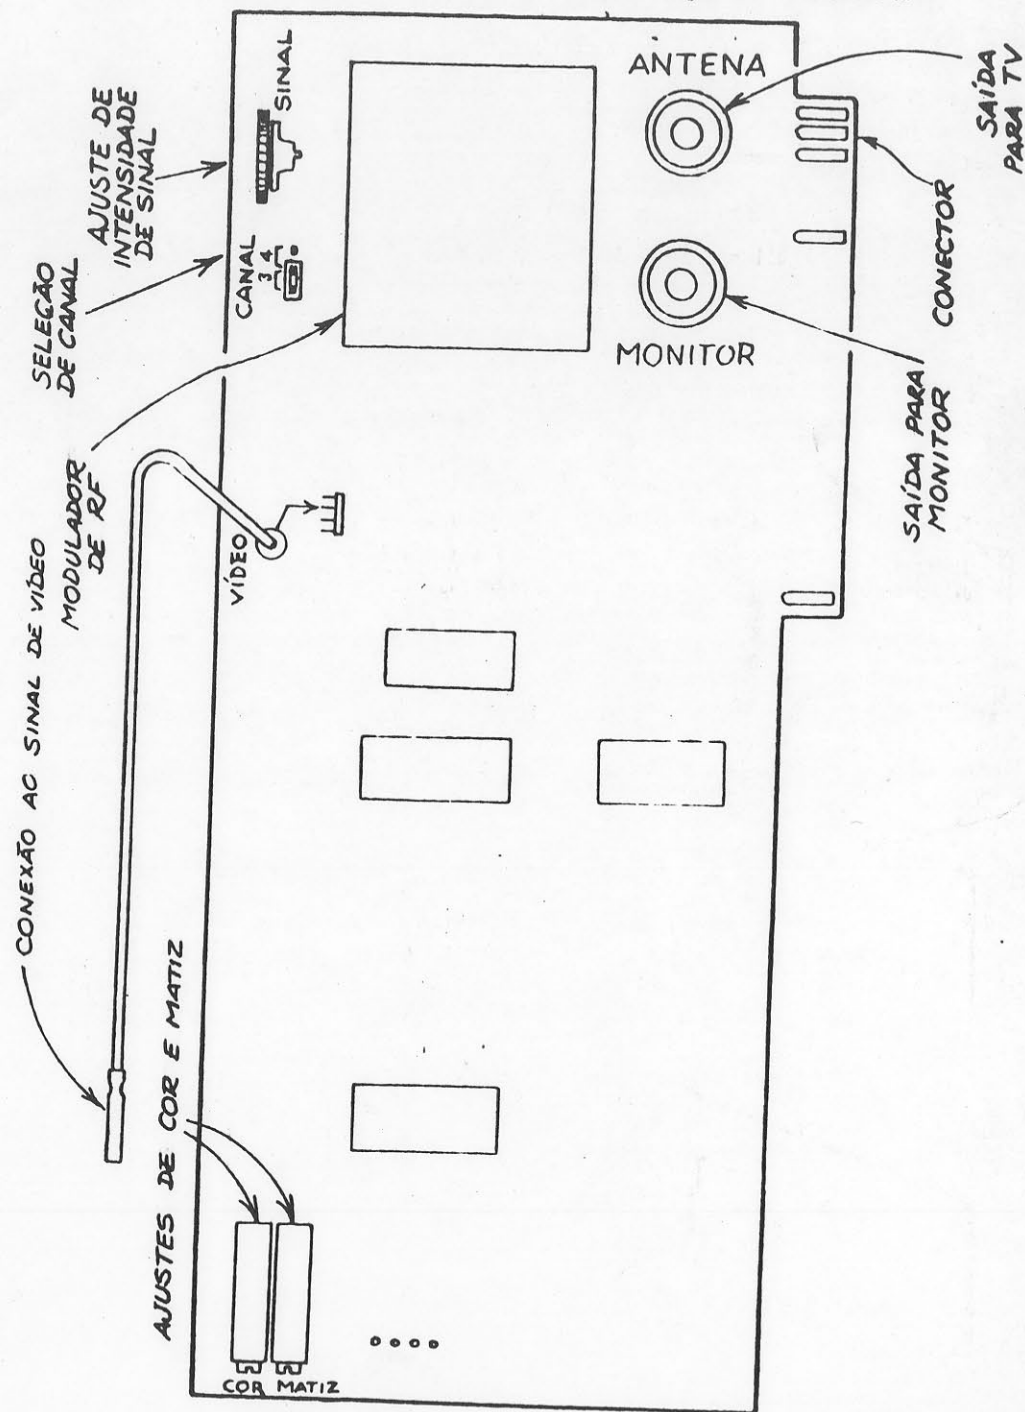 AJUSTE DE
INTENSIDADE
DE SINAL
SINAL
ANTENA
SAÍDA
PARA TV
SELEÇÃO
DE CANAL
CANAL
3 4
CONECTOR
MONITOR
SAÍDA PARA
MONITOR
MODULADOR
DE RF
VÍDEO
CONEXÃO AO SINAL DE VÍDEO
AJUSTES DE COR E MATIZ
COR MATIZ